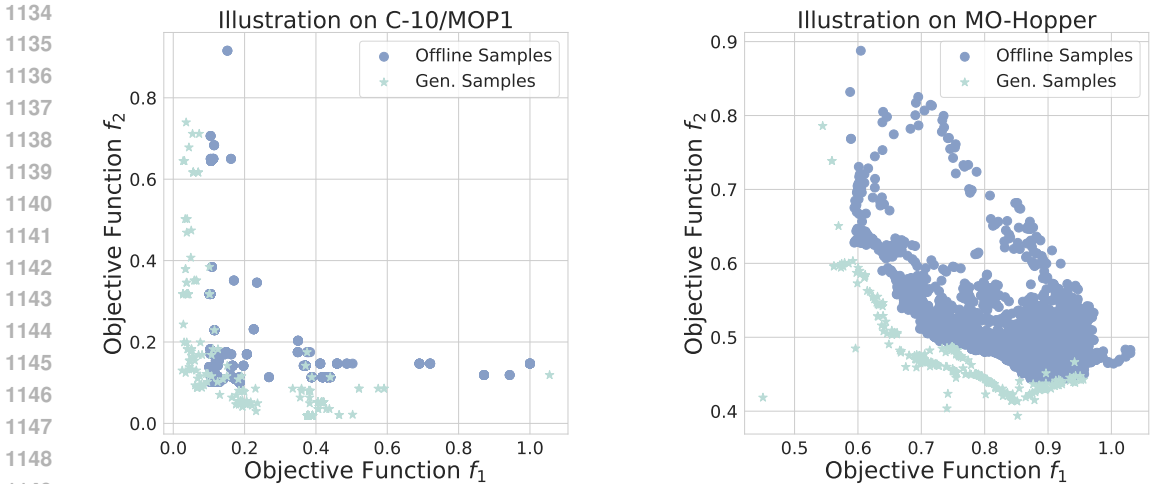 1134
1135
1136
1137
1138
1139
1140
1141
1142
1143
1144
1145
1146
1147
1148
Illustration on C-10/MOP1
Offline Samples
Gen. Samples
Objective Function f₂
0.8
0.6
0.4
0.2
0.0
0.0 0.2 0.4 0.6 0.8 1.0
Objective Function f₁
Illustration on MO-Hopper
Offline Samples
Gen. Samples
Objective Function f₂
0.9
0.8
0.7
0.6
0.5
0.4
0.5 0.6 0.7 0.8 0.9 1.0
Objective Function f₁